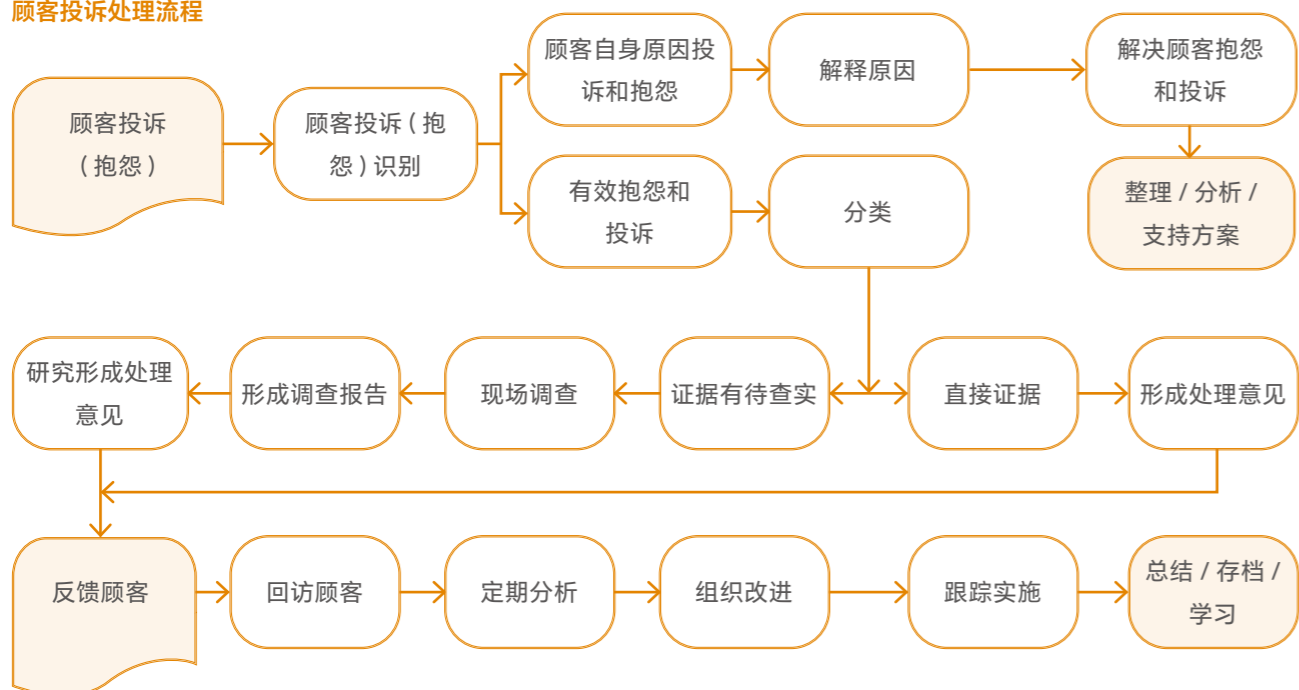 顾客投诉处理流程
顾客投诉
（抱怨）
顾客投诉（抱
怨）识别
顾客自身原因投
诉和抱怨
解释原因
解决顾客抱怨
和投诉
有效抱怨和
投诉
分类
整理 / 分析 /
支持方案
研究形成处理
意见
形成调查报告
现场调查
证据有待查实
直接证据
形成处理意见
反馈顾客
回访顾客
定期分析
组织改进
跟踪实施
总结 / 存档 /
学习